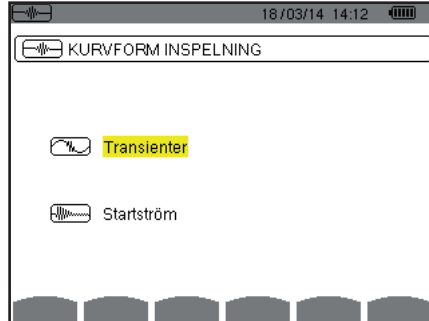 18/03/14 14:12
KURVFORM INSPELNING
Transienter
Startström